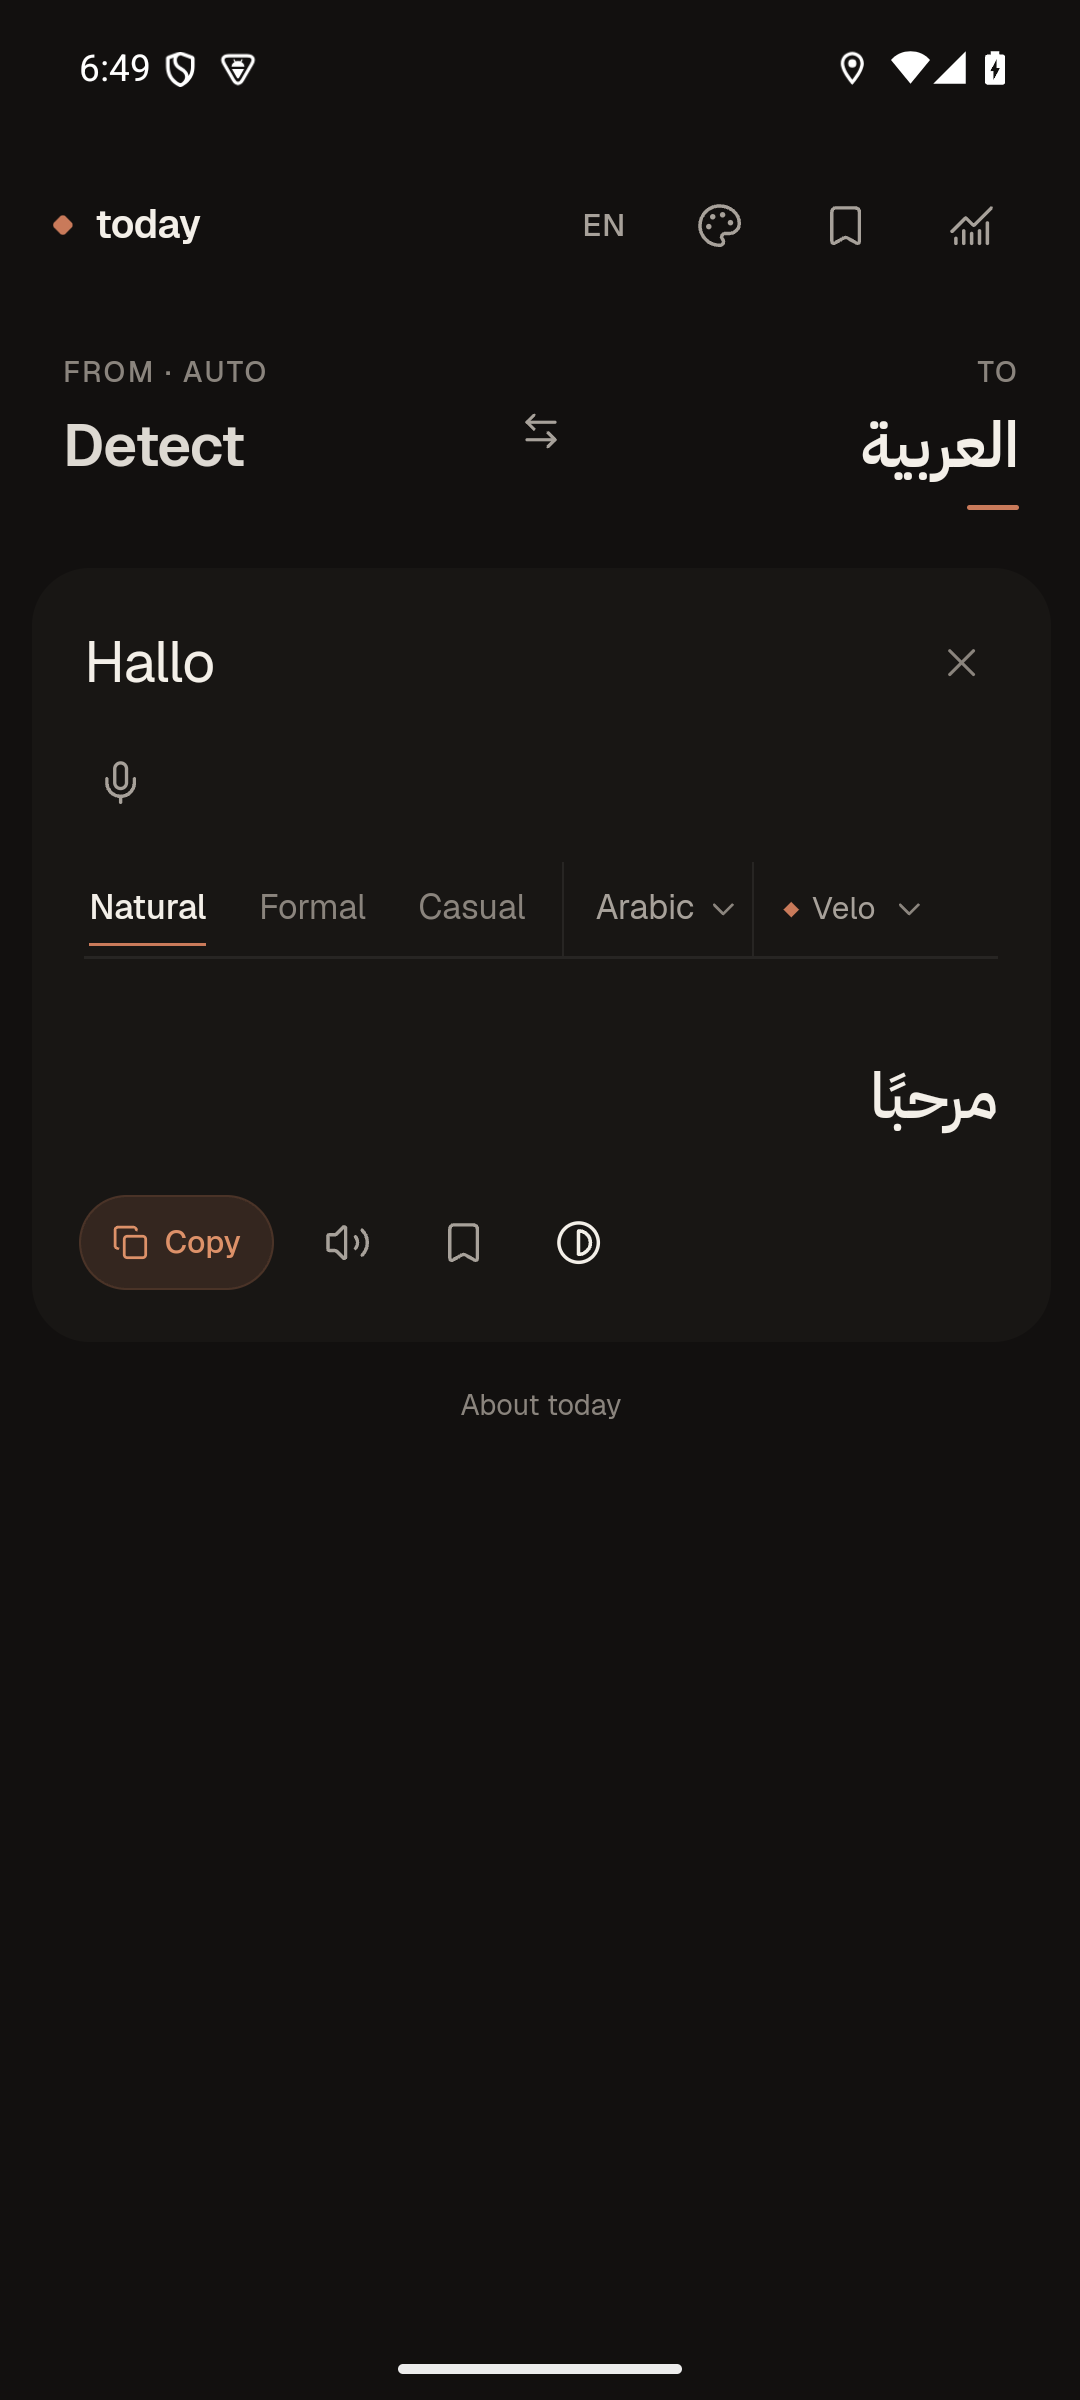 6:49
today
EN
FROM · AUTO
TO
Detect
العربية
Hallo
Natural Formal Casual Arabic Velo
مرحبًا
Copy
About today